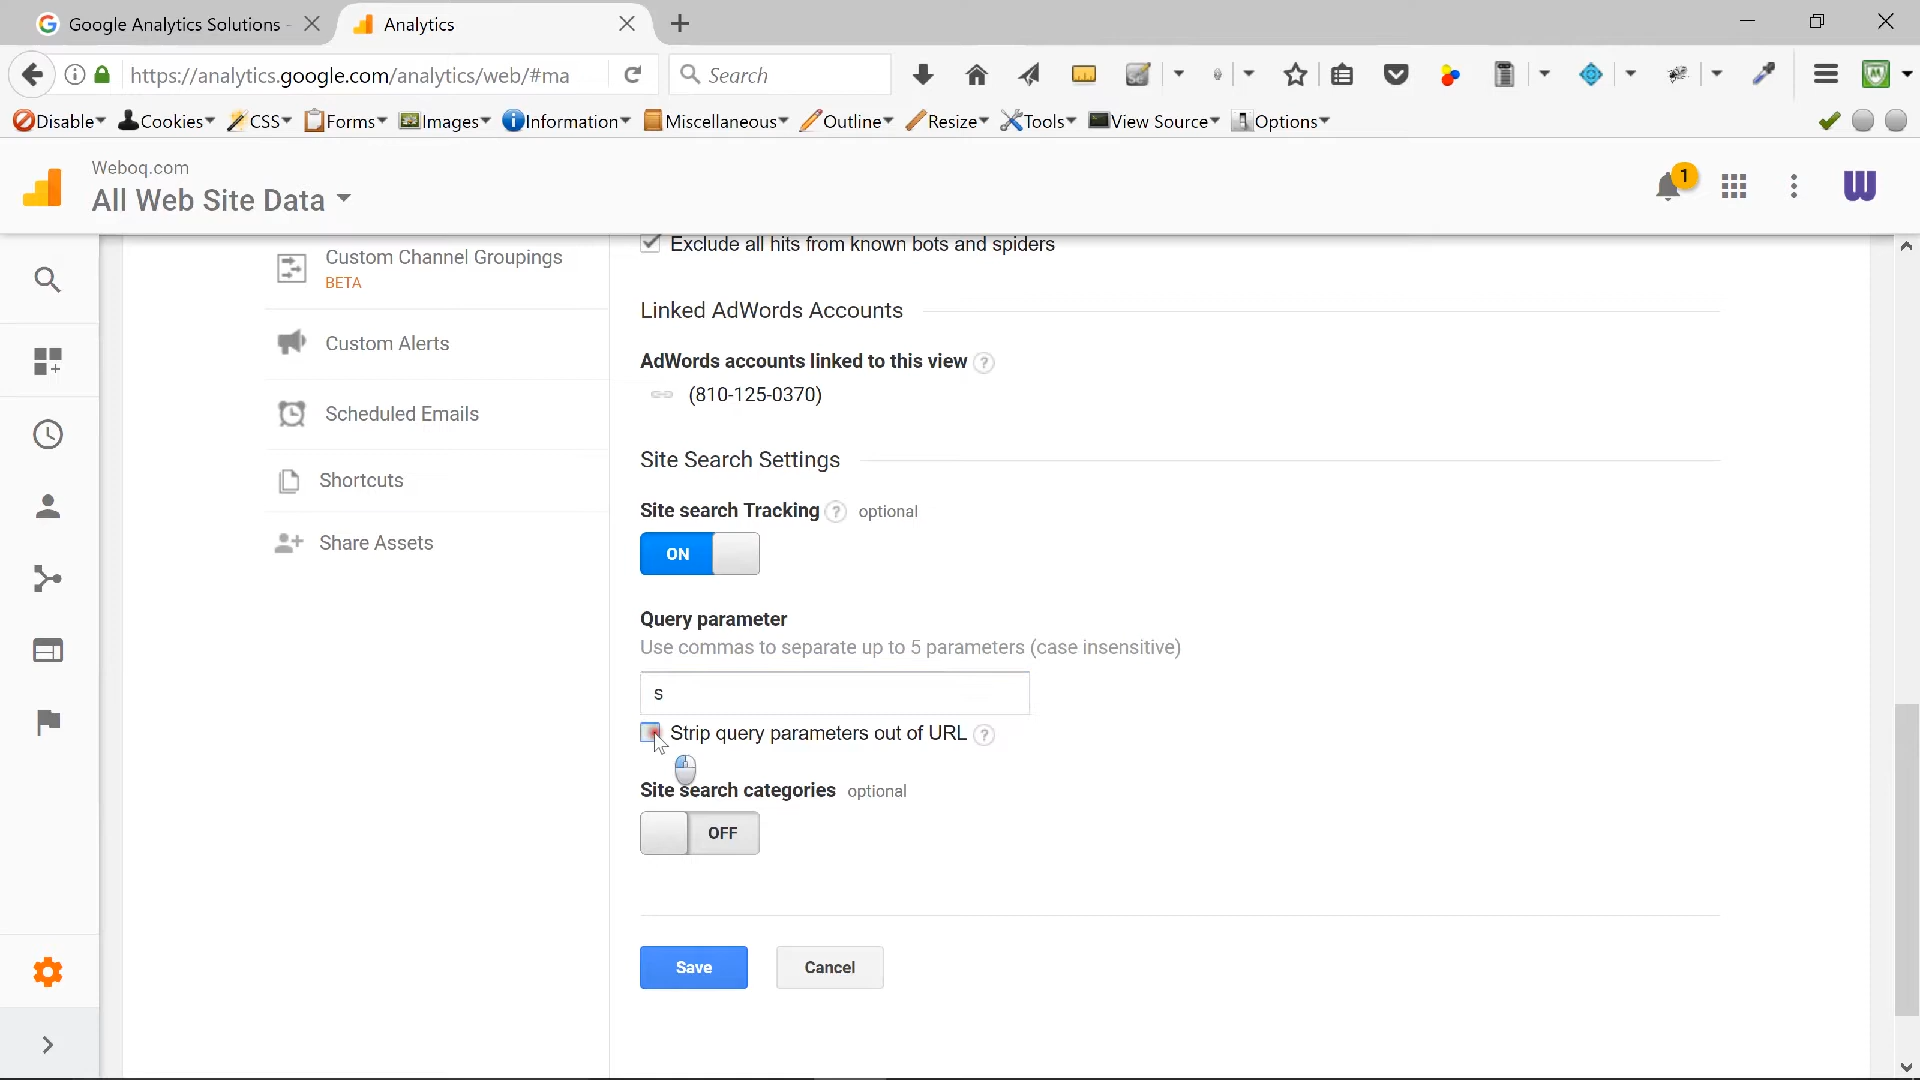 Google Analytics Solutions -
Analytics
https://analytics.google.com/analytics/web/#ma
Search
Disable
Cookies
CSS
Forms
Images
Information
Miscellaneous
Outline
Resize
Tools
View Source
Options
Weboq.com
All Web Site Data
1
W
Custom Channel Groupings
BETA
Custom Alerts
Scheduled Emails
Shortcuts
Share Assets
Exclude all hits from known bots and spiders
Linked AdWords Accounts
AdWords accounts linked to this view ?
(810-125-0370)
Site Search Settings
Site search Tracking ? optional
ON
Query parameter
Use commas to separate up to 5 parameters (case insensitive)
s
Strip query parameters out of URL ?
Site search categories optional
OFF
Save
Cancel